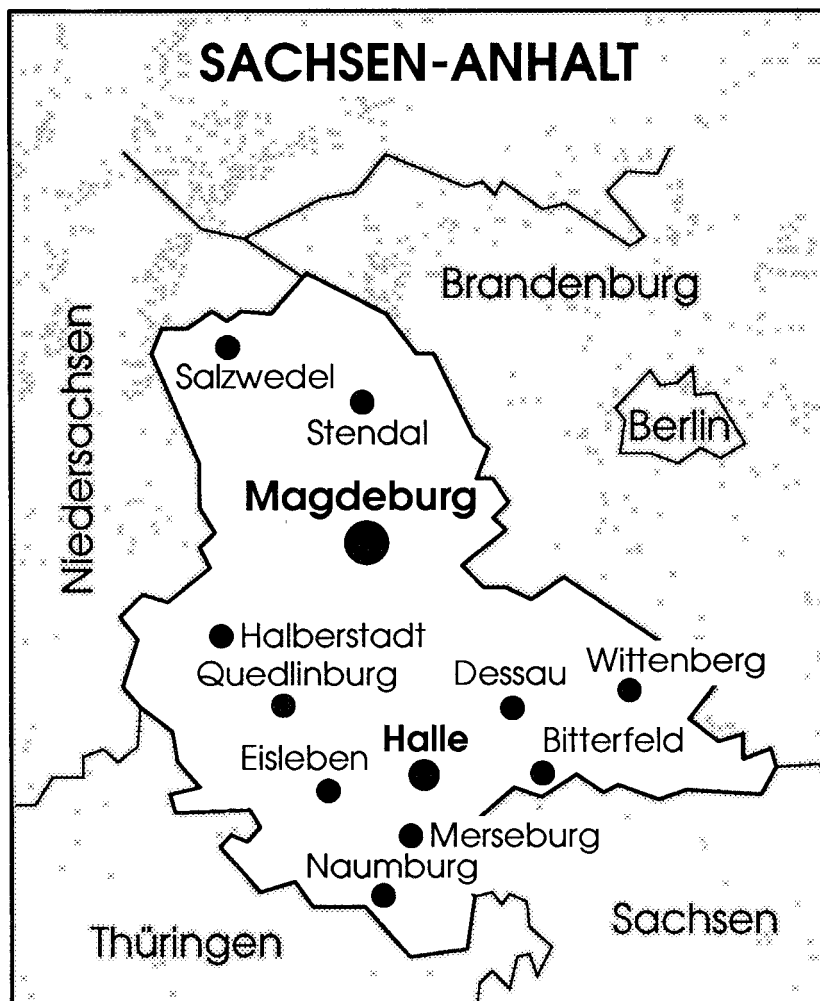 SACHSEN-ANHALT
Brandenburg
Niedersachsen
Salzwedel
Stendal
Berlin
Magdeburg
Halberstadt
Quedlinburg
Dessau
Wittenberg
Eisleben
Halle
Bitterfeld
Merseburg
Naumburg
Thüringen
Sachsen